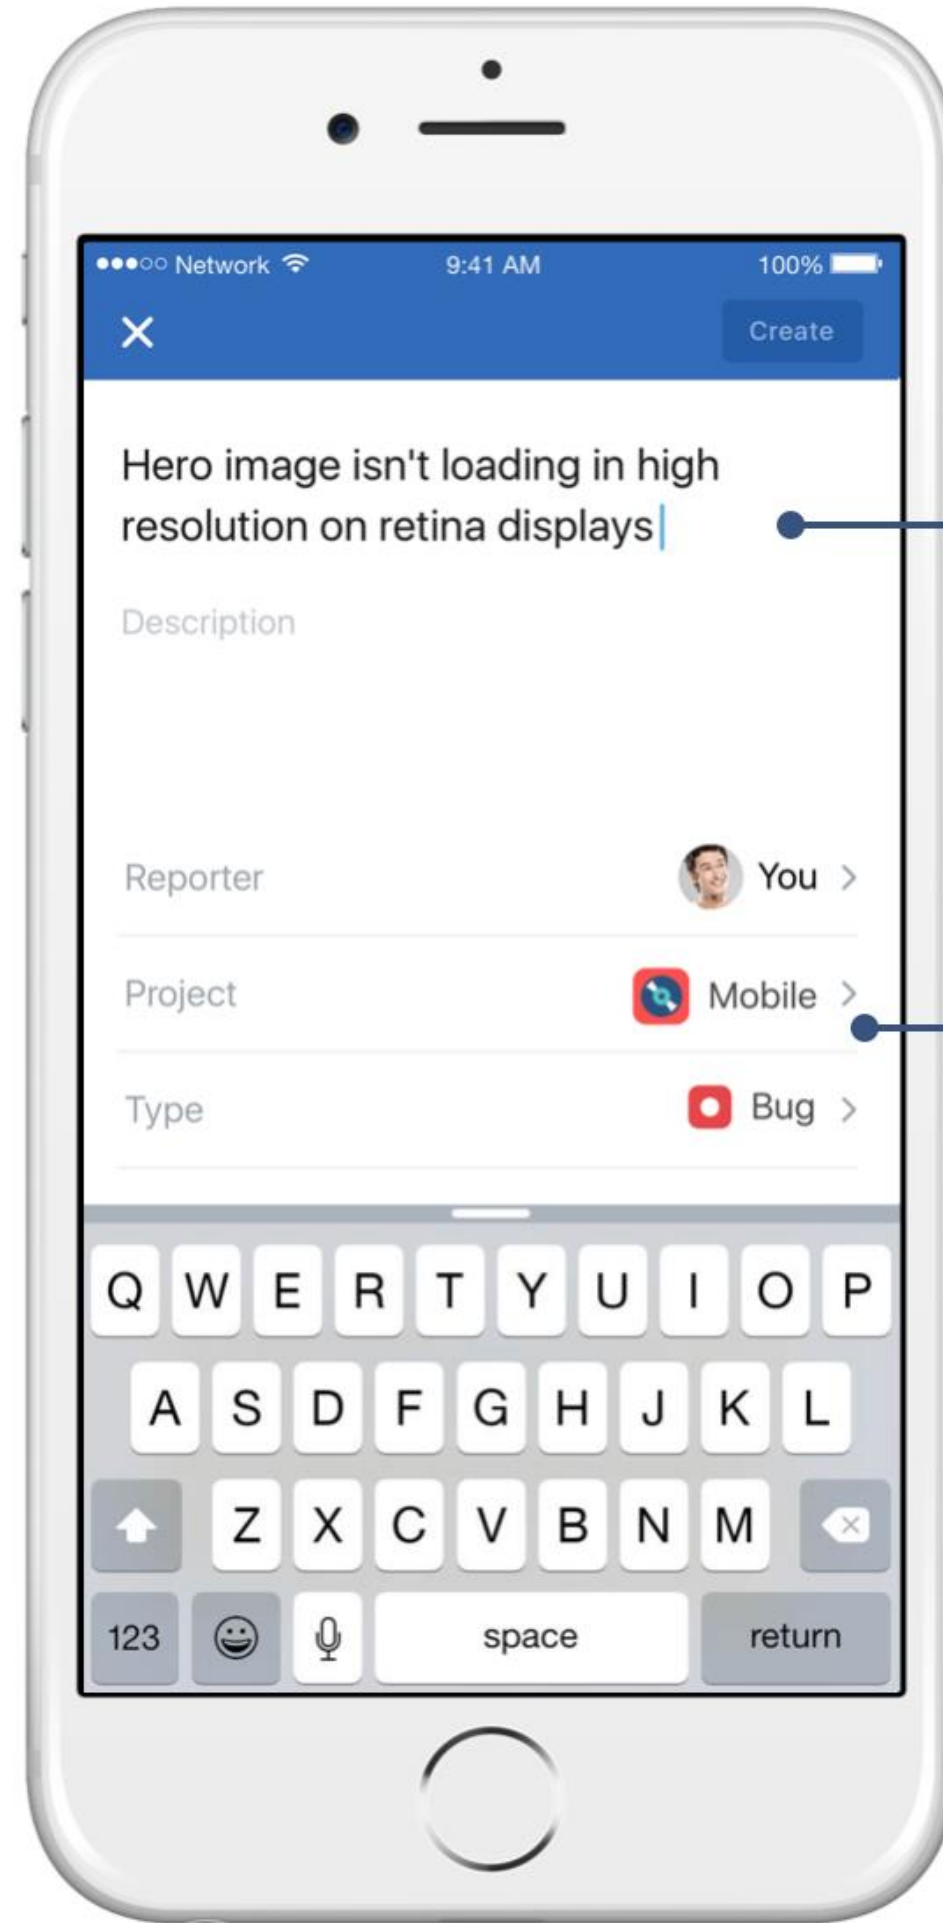 Network 9:41 AM 100%
Create
Hero image isn't loading in high
resolution on retina displays
Description
Reporter You
Project Mobile
Type Bug
Q W E R T Y U I O P
A S D F G H J K L
Z X C V B N M
123 space return